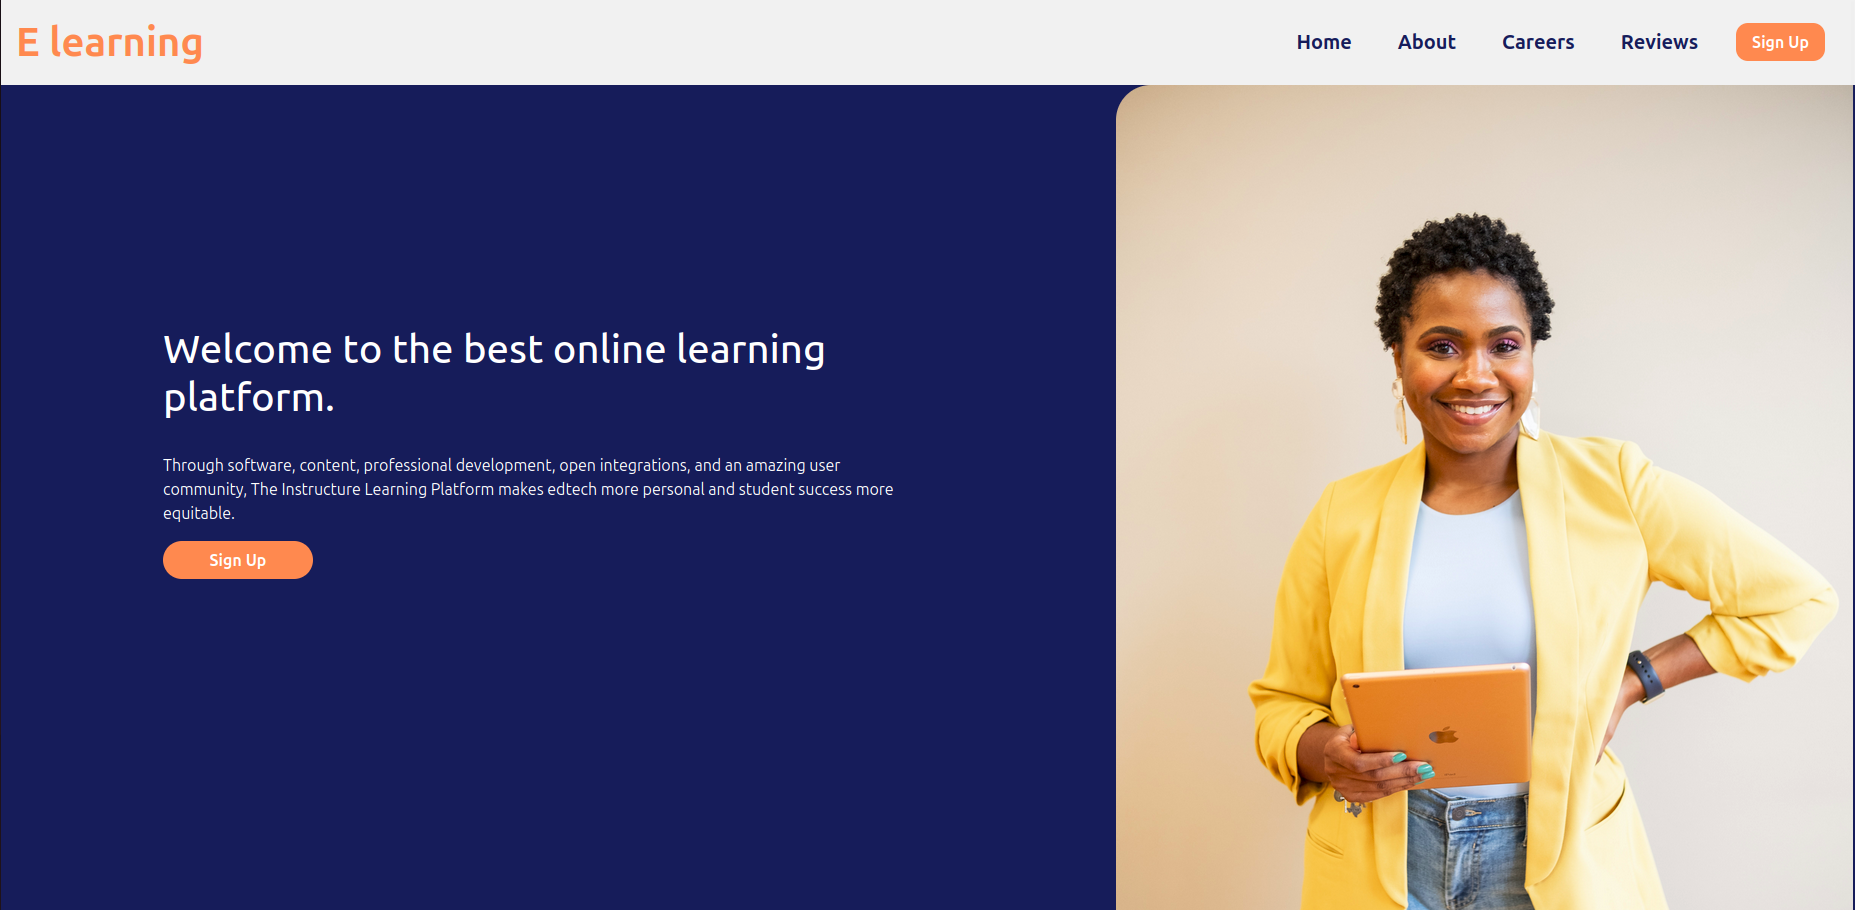 E learning
Home About Careers Reviews Sign Up
Welcome to the best online learning
platform.
Through software, content, professional development, open integrations, and an amazing user
community, The Instructure Learning Platform makes edtech more personal and student success more
equitable.
Sign Up